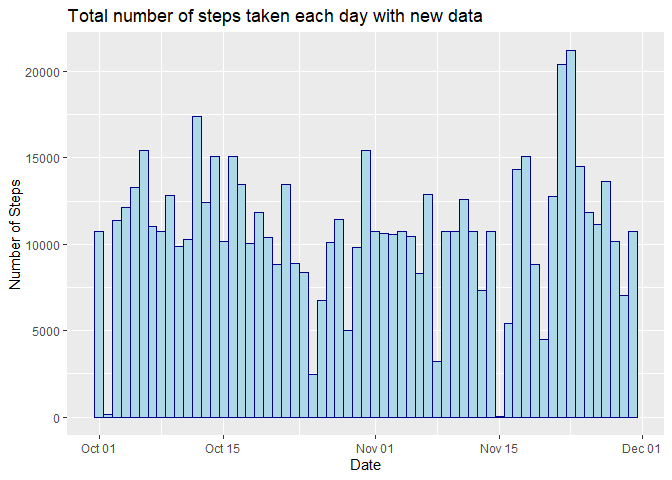 Total number of steps taken each day with new data
Number of Steps
20000
15000
10000
5000
0
Oct 01 Oct 15 Nov 01 Nov 15 Dec 01
Date